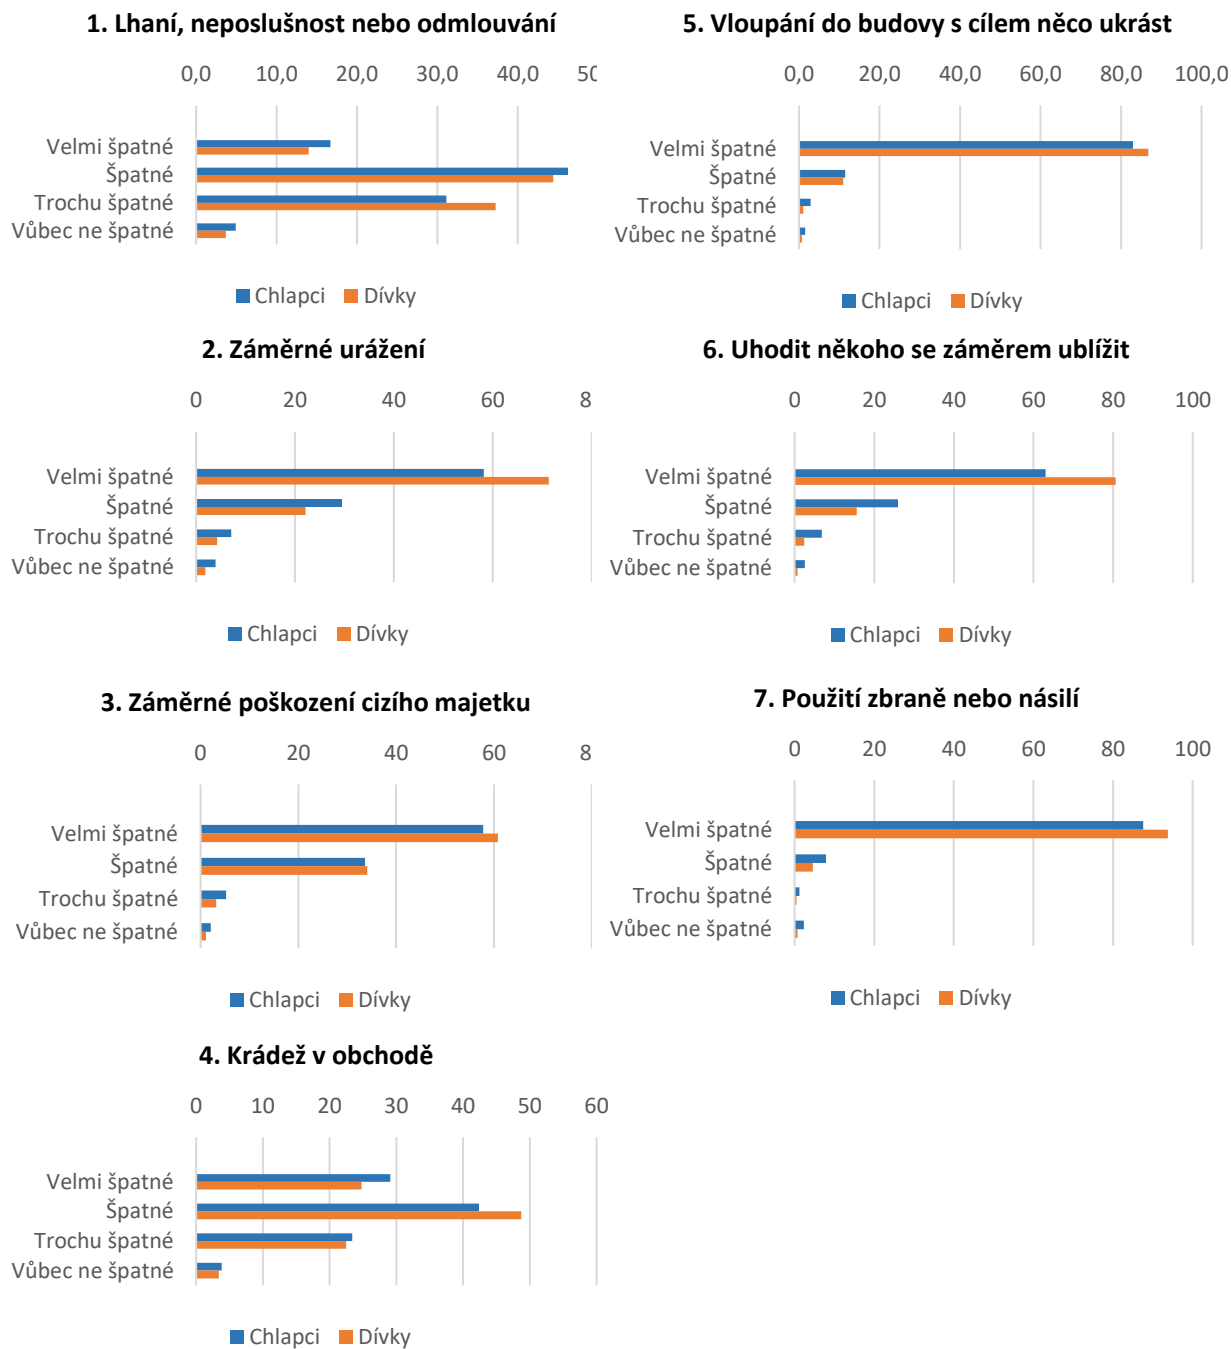 1. Lhaní, neposlušnost nebo odmlouvání
0,0 10,0 20,0 30,0 40,0 50
Velmi špatné
Špatné
Trochu špatné
Vůbec ne špatné
Chlapci Dívky
2. Záměrné urážení
0 20 40 60 8
Velmi špatné
Špatné
Trochu špatné
Vůbec ne špatné
Chlapci Dívky
3. Záměrné poškození cizího majetku
0 20 40 60 8
Velmi špatné
Špatné
Trochu špatné
Vůbec ne špatné
Chlapci Dívky
4. Krádež v obchodě
0 10 20 30 40 50 60
Velmi špatné
Špatné
Trochu špatné
Vůbec ne špatné
Chlapci Dívky
5. Vloupání do budovy s cílem něco ukrást
0,0 20,0 40,0 60,0 80,0 100,0
Velmi špatné
Špatné
Trochu špatné
Vůbec ne špatné
Chlapci Dívky
6. Uhodit někoho se záměrem ublížit
0 20 40 60 80 100
Velmi špatné
Špatné
Trochu špatné
Vůbec ne špatné
Chlapci Dívky
7. Použití zbraně nebo násilí
0 20 40 60 80 100
Velmi špatné
Špatné
Trochu špatné
Vůbec ne špatné
Chlapci Dívky